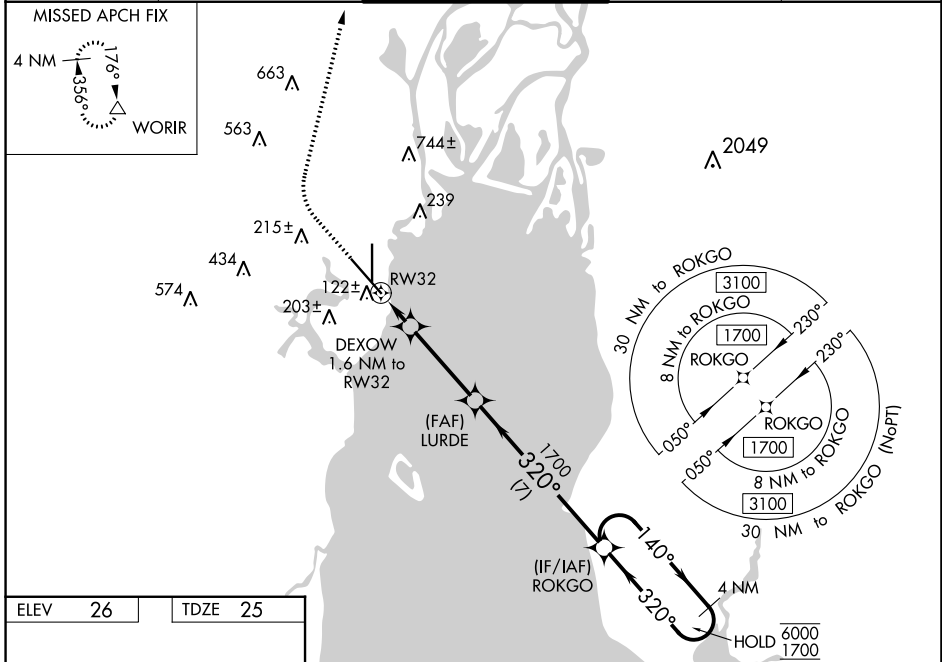 MISSED APCH FIX
4 NM
176°
356°
WORIR
663
563
744±
2049
239
215±
434
574
122±
RW32
203±
DEXOW
1.6 NM to
RW32
(FAF)
LURDE
1700
320°
(7)
(IF/IAF)
ROKGO
140°
320°
4 NM
HOLD
6000
1700
30 NM to ROKGO
3100
8 NM to ROKGO
1700
230°
ROKGO
050°
230°
ROKGO
050°
1700
8 NM to ROKGO
3100
30 NM to ROKGO (NoPT)
ELEV 26
TDZE 25